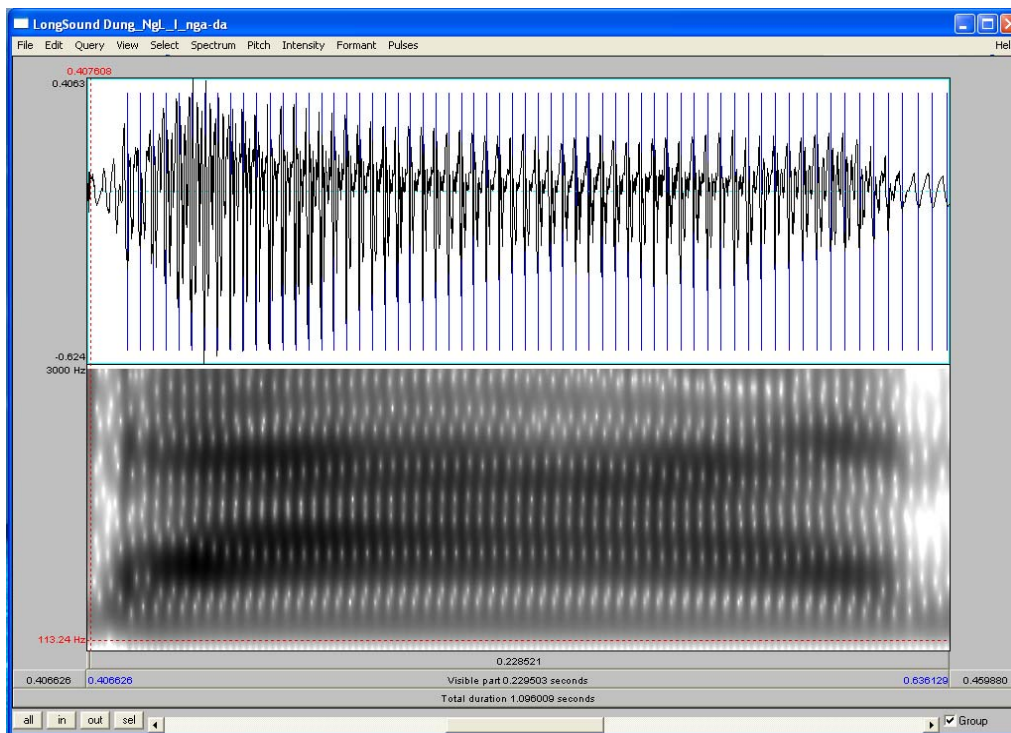 LongSound Dung_NgL_I_nga-da
File Edit Query View Select Spectrum Pitch Intensity Formant Pulses Hel
0.407608
0.4063
-0.624
3000 Hz
113.24 Hz
0.228521
0.406626 0.406626 Visible part 0.229503 seconds 0.636129 0.459880
Total duration 1.096009 seconds
all in out sel Group